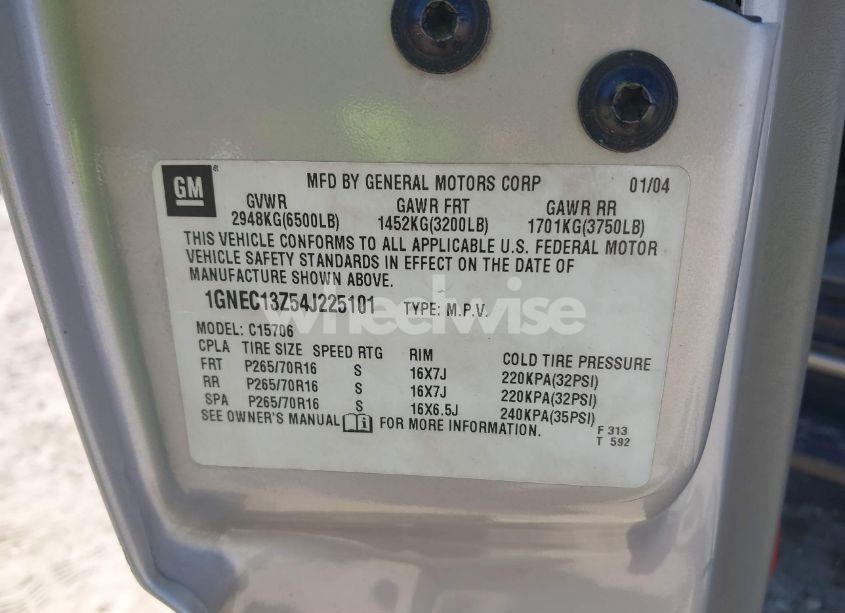 GM ®
MFD BY GENERAL MOTORS CORP 01/04
GVWR GAWR FRT GAWR RR
2948KG(6500LB) 1452KG(3200LB) 1701KG(3750LB)
THIS VEHICLE CONFORMS TO ALL APPLICABLE U.S. FEDERAL MOTOR
VEHICLE SAFETY STANDARDS IN EFFECT ON THE DATE OF
MANUFACTURE SHOWN ABOVE.
1GNEC13Z54J225101 TYPE: M.P.V.
wheelwise
MODEL: C15706
CPLA TIRE SIZE SPEED RTG RIM COLD TIRE PRESSURE
FRT P265/70R16 S 16X7J 220KPA(32PSI)
RR P265/70R16 S 16X7J 220KPA(32PSI)
SPA P265/70R16 S 16X6.5J 240KPA(35PSI)
SEE OWNER'S MANUAL FOR MORE INFORMATION.
F 313
T 592